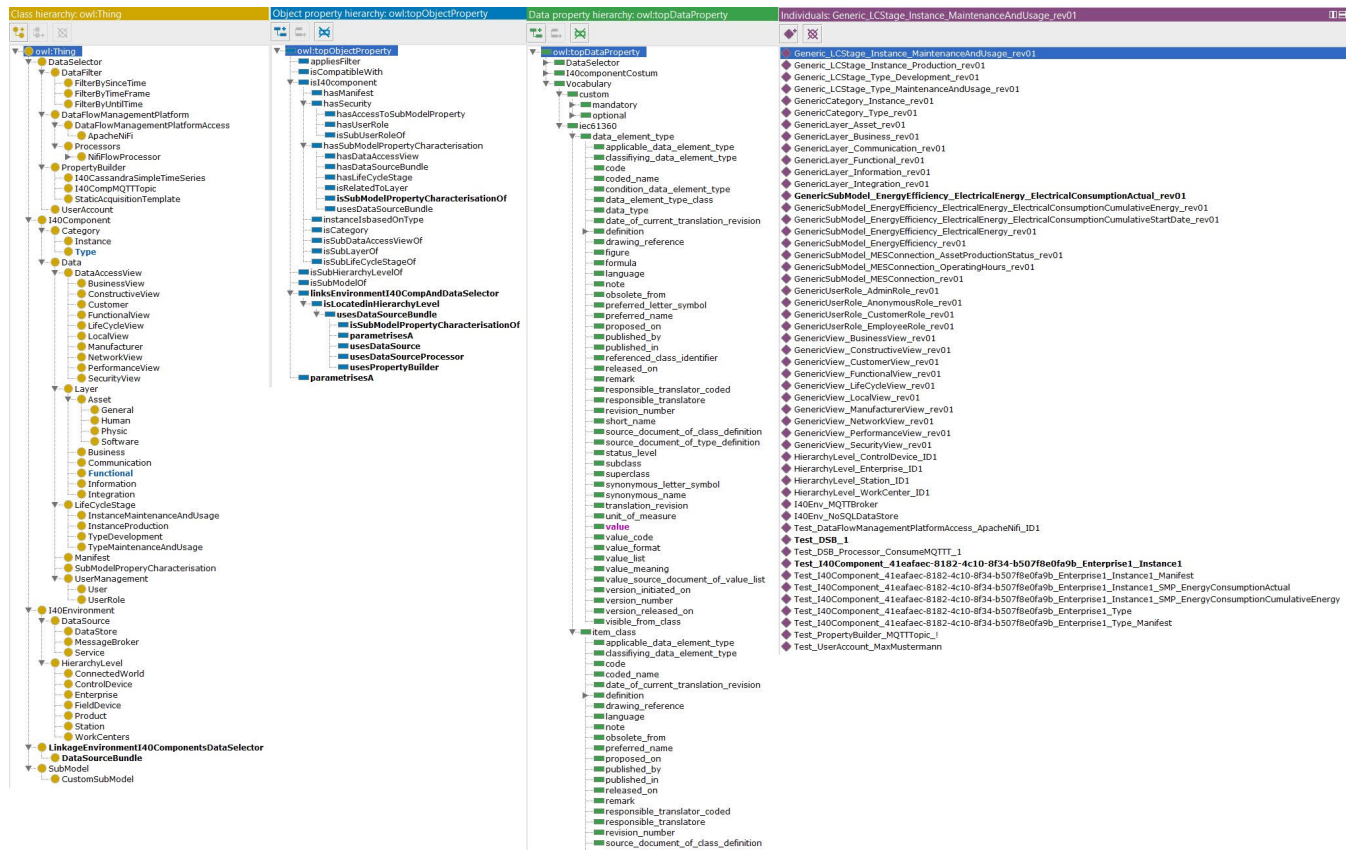 Class hierarchy: owl:Thing
owl:Thing
DataSelector
DataFilter
FilterBySinceTime
FilterByTimeFrame
FilterByUntilTime
DataFlowManagementPlatform
DataFlowManagementPlatformAccess
ApacheNiFi
Processors
NifiFlowProcessor
PropertyBuilder
I40CassandraSimpleTimeSeries
I40CompMQTTTopic
StaticAcquisitionTemplate
UserAccount
I40Component
Category
Instance
Type
Data
DataAccessView
BusinessView
ConstructiveView
Customer
FunctionalView
LifeCycleView
LocalView
Manufacturer
NetworkView
PerformanceView
SecurityView
Layer
Asset
General
Human
Physic
Software
Business
Communication
Functional
Information
Integration
LifeCycleStage
InstanceMaintenanceAndUsage
InstanceProduction
TypeDevelopment
TypeMaintenanceAndUsage
Manifest
SubModelProperyCharacterisation
UserManagement
User
UserRole
I40Environment
DataSource
DataStore
MessageBroker
Service
HierarchyLevel
ConnectedWorld
ControlDevice
Enterprise
FieldDevice
Product
Station
WorkCenters
LinkageEnvironmentI40ComponentsDataSelector
DataSourceBundle
SubModel
CustomSubModel
Object property hierarchy: owl:topObjectProperty
owl:topObjectProperty
appliesFilter
isCompatibleWith
isI40component
hasManifest
hasSecurity
hasAccessToSubModelProperty
hasUserRole
isSubUserRoleOf
hasSubModelPropertyCharacterisation
hasDataAccessView
hasDataSourceBundle
hasLifeCycleStage
isRelatedToLayer
isSubModelPropertyCharacterisationOf
usesDataSourceBundle
instanceIsbasedonType
isCategory
isSubDataAccessViewOf
isSubLayerOf
isSubLifeCycleStageOf
isSubHierarchyLevelOf
isSubModelOf
linksEnvironmentI40CompAndDataSelector
isLocatedinHierarchyLevel
usesDataSourceBundle
isSubModelPropertyCharacterisationOf
parametrisesA
usesDataSource
usesDataSourceProcessor
usesPropertyBuilder
parametrisesA
Data property hierarchy: owl:topDataProperty
owl:topDataProperty
DataSelector
I40componentCostum
Vocabulary
custom
mandatory
optional
iec61360
data_element_type
applicable_data_element_type
classifiying_data_element_type
code
coded_name
condition_data_element_type
data_element_type_class
data_type
date_of_current_translation_revision
definition
drawing_reference
figure
formula
language
note
obsolete_from
preferred_letter_symbol
preferred_name
proposed_on
published_by
published_in
referenced_class_identifier
released_on
remark
responsible_translator_coded
responsible_translatore
revision_number
short_name
source_document_of_class_definition
source_document_of_type_definition
status_level
subclass
superclass
synonymous_letter_symbol
synonymous_name
translation_revision
unit_of_measure
value
value_code
value_format
value_list
value_meaning
value_source_document_of_value_list
version_initiated_on
version_number
version_released_on
visible_from_class
item_class
applicable_data_element_type
classifiying_data_element_type
code
coded_name
date_of_current_translation_revision
definition
drawing_reference
language
note
obsolete_from
preferred_name
proposed_on
published_by
published_in
released_on
remark
responsible_translator_coded
responsible_translatore
revision_number
source_document_of_class_definition
Individuals: Generic_LCStage_Instance_MaintenanceAndUsage_rev01
Generic_LCStage_Instance_MaintenanceAndUsage_rev01
Generic_LCStage_Instance_Production_rev01
Generic_LCStage_Type_Development_rev01
Generic_LCStage_Type_MaintenanceAndUsage_rev01
GenericCategory_Instance_rev01
GenericCategory_Type_rev01
GenericLayer_Asset_rev01
GenericLayer_Business_rev01
GenericLayer_Communication_rev01
GenericLayer_Functional_rev01
GenericLayer_Information_rev01
GenericLayer_Integration_rev01
GenericSubModel_EnergyEfficiency_ElectricalEnergy_ElectricalConsumptionActual_rev01
GenericSubModel_EnergyEfficiency_ElectricalEnergy_ElectricalConsumptionCumulativeEnergy_rev01
GenericSubModel_EnergyEfficiency_ElectricalEnergy_ElectricalConsumptionCumulativeStartDate_rev01
GenericSubModel_EnergyEfficiency_ElectricalEnergy_rev01
GenericSubModel_EnergyEfficiency_rev01
GenericSubModel_MESConnection_AssetProductionStatus_rev01
GenericSubModel_MESConnection_OperatingHours_rev01
GenericSubModel_MESConnection_rev01
GenericUserRole_AdminRole_rev01
GenericUserRole_AnonymousRole_rev01
GenericUserRole_CustomerRole_rev01
GenericUserRole_EmployeeRole_rev01
GenericView_BusinessView_rev01
GenericView_ConstructiveView_rev01
GenericView_CustomerView_rev01
GenericView_FunctionalView_rev01
GenericView_LifeCycleView_rev01
GenericView_LocalView_rev01
GenericView_ManufacturerView_rev01
GenericView_NetworkView_rev01
GenericView_PerformanceView_rev01
GenericView_SecurityView_rev01
HierarchyLevel_ControlDevice_ID1
HierarchyLevel_Enterprise_ID1
HierarchyLevel_Station_ID1
HierarchyLevel_WorkCenter_ID1
I40Env_MQTTBroker
I40Env_NoSQLDataStore
Test_DataFlowManagementPlatformAccess_ApacheNifi_ID1
Test_DSB_1
Test_DSB_Processor_ConsumeMQTTT_1
Test_I40Component_41eafaec-8182-4c10-8f34-b507f8e0fa9b_Enterprise1_Instance1
Test_I40Component_41eafaec-8182-4c10-8f34-b507f8e0fa9b_Enterprise1_Instance1_Manifest
Test_I40Component_41eafaec-8182-4c10-8f34-b507f8e0fa9b_Enterprise1_Instance1_SMP_EnergyConsumptionActual
Test_I40Component_41eafaec-8182-4c10-8f34-b507f8e0fa9b_Enterprise1_Instance1_SMP_EnergyConsumptionCumulativeEnergy
Test_I40Component_41eafaec-8182-4c10-8f34-b507f8e0fa9b_Enterprise1_Type
Test_I40Component_41eafaec-8182-4c10-8f34-b507f8e0fa9b_Enterprise1_Type_Manifest
Test_PropertyBuilder_MQTTTopic_!
Test_UserAccount_MaxMustermann